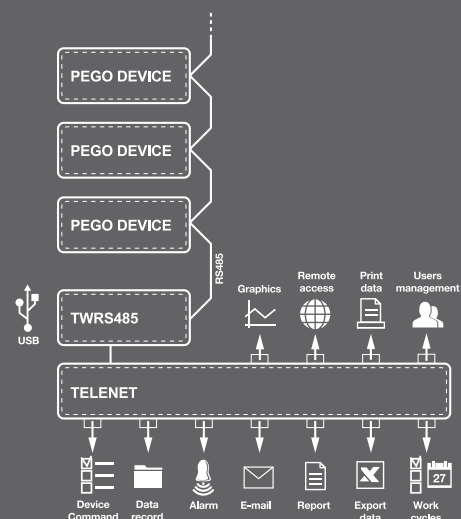 PEGO DEVICE
PEGO DEVICE
PEGO DEVICE
RS485
Graphics
Remote
access
Print
data
Users
management
USB
TWRS485
TELENET
27
Device
Command
Data
record
Alarm
E-mail
Report
X
Export
data
Work
cycles